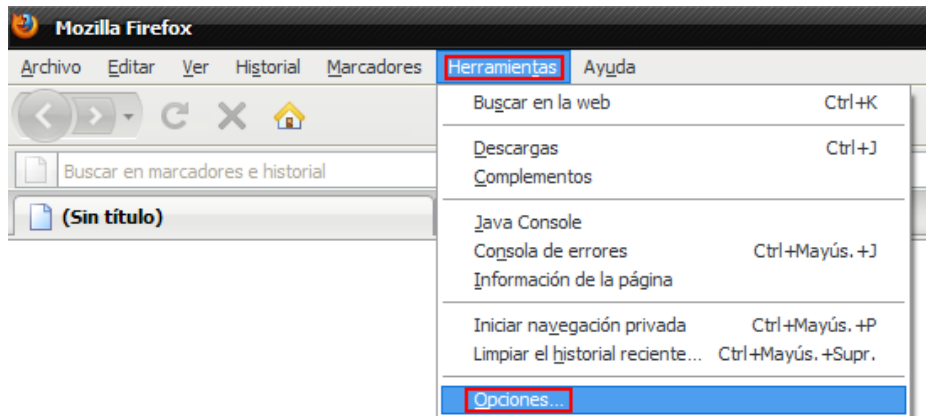 Mozilla Firefox
Archivo Editar Ver Historial Marcadores Herramientas Ayuda
Buscar en la web Ctrl+K
Buscar en marcadores e historial
Descargas Ctrl+J
Complementos
(Sin título)
Java Console
Consola de errores Ctrl+Mayús.+J
Información de la página
Iniciar navegación privada Ctrl+Mayús.+P
Limpiar el historial reciente... Ctrl+Mayús.+Supr.
Opciones...